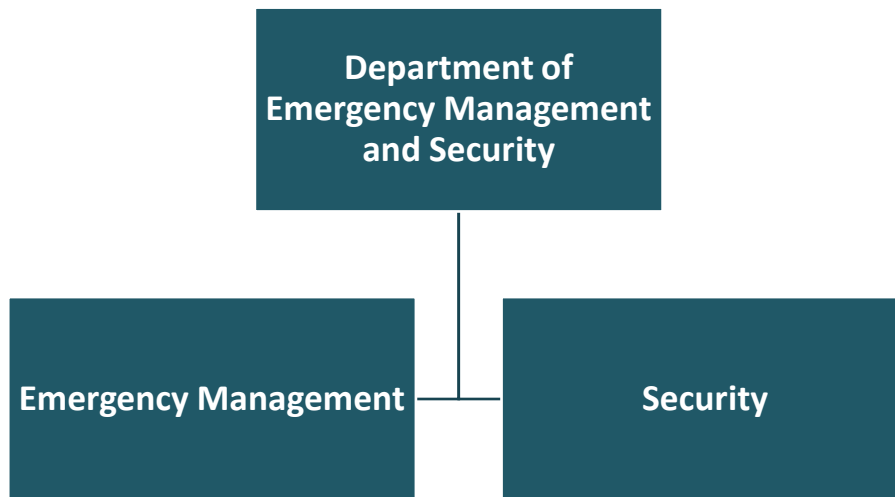 Department of
Emergency Management
and Security
Emergency Management
Security